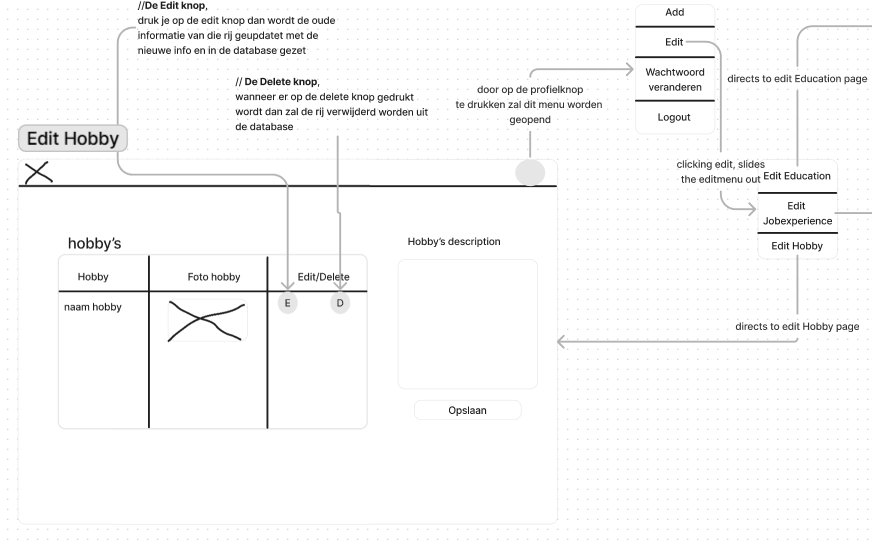 //De Edit knop,
druk je op de edit knop dan wordt de oude
informatie van die rij geupdatet met de
nieuwe info en in de database gezet
// De Delete knop,
wanneer er op de delete knop gedrukt
wordt dan zal de rij verwijderd worden uit
de database
door op de profielknop
te drukken zal dit menu worden
geopend
Add
Edit
Wachtwoord
veranderen
Logout
directs to edit Education page
clicking edit, slides
the editmenu out
Edit Education
Edit
Jobexperience
Edit Hobby
directs to edit Hobby page
Edit Hobby
hobby's
Hobby
Foto hobby
Edit/Delete
naam hobby
E
D
Hobby's description
Opslaan